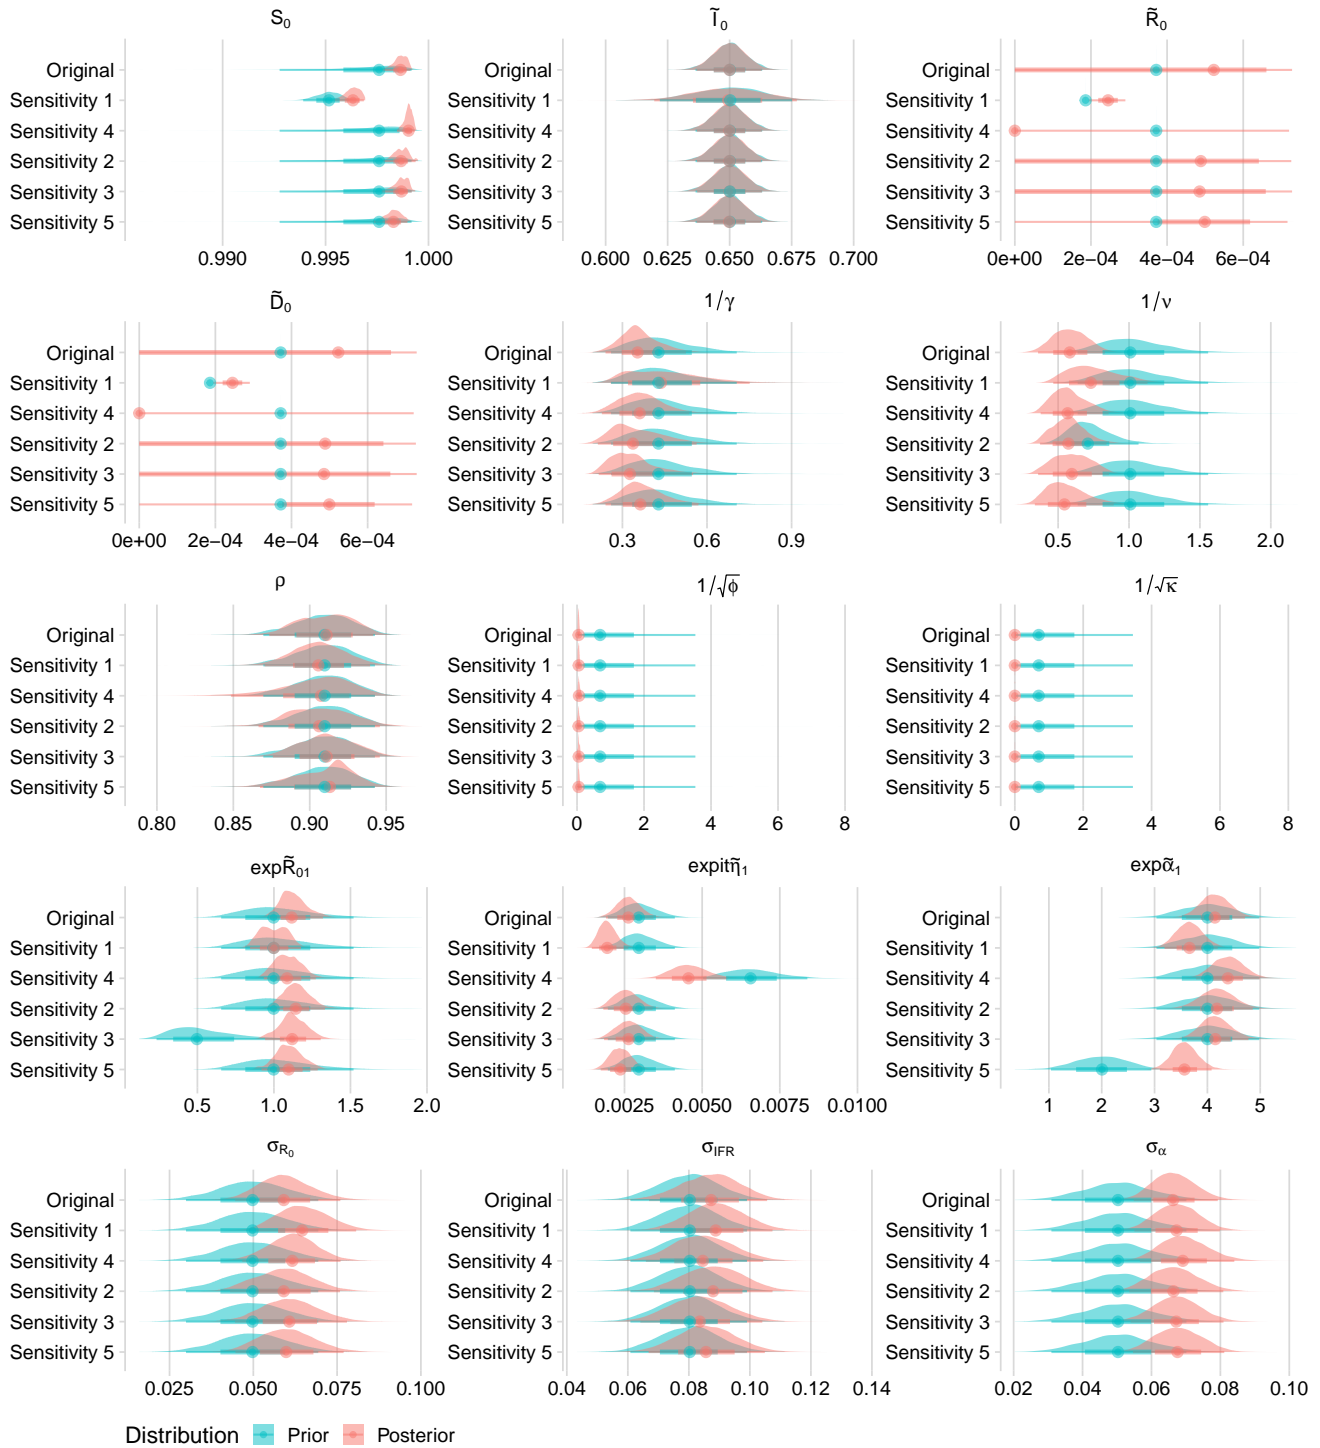 S₀
Original
Sensitivity 1
Sensitivity 4
Sensitivity 2
Sensitivity 3
Sensitivity 5
0.990 0.995 1.000
Ĩ₀
Original
Sensitivity 1
Sensitivity 4
Sensitivity 2
Sensitivity 3
Sensitivity 5
0.600 0.625 0.650 0.675 0.700
R̃₀
Original
Sensitivity 1
Sensitivity 4
Sensitivity 2
Sensitivity 3
Sensitivity 5
0e+00 2e-04 4e-04 6e-04
D̃₀
Original
Sensitivity 1
Sensitivity 4
Sensitivity 2
Sensitivity 3
Sensitivity 5
0e+00 2e-04 4e-04 6e-04
1/γ
Original
Sensitivity 1
Sensitivity 4
Sensitivity 2
Sensitivity 3
Sensitivity 5
0.3 0.6 0.9
1/ν
Original
Sensitivity 1
Sensitivity 4
Sensitivity 2
Sensitivity 3
Sensitivity 5
0.5 1.0 1.5 2.0
ρ
Original
Sensitivity 1
Sensitivity 4
Sensitivity 2
Sensitivity 3
Sensitivity 5
0.80 0.85 0.90 0.95
1/√ϕ
Original
Sensitivity 1
Sensitivity 4
Sensitivity 2
Sensitivity 3
Sensitivity 5
0 2 4 6 8
1/√κ
Original
Sensitivity 1
Sensitivity 4
Sensitivity 2
Sensitivity 3
Sensitivity 5
0 2 4 6 8
expR̃₀₁
Original
Sensitivity 1
Sensitivity 4
Sensitivity 2
Sensitivity 3
Sensitivity 5
0.5 1.0 1.5 2.0
expitη̃₁
Original
Sensitivity 1
Sensitivity 4
Sensitivity 2
Sensitivity 3
Sensitivity 5
0.0025 0.0050 0.0075 0.0100
expα̃₁
Original
Sensitivity 1
Sensitivity 4
Sensitivity 2
Sensitivity 3
Sensitivity 5
1 2 3 4 5
σ_R₀
Original
Sensitivity 1
Sensitivity 4
Sensitivity 2
Sensitivity 3
Sensitivity 5
0.025 0.050 0.075 0.100
σ_IFR
Original
Sensitivity 1
Sensitivity 4
Sensitivity 2
Sensitivity 3
Sensitivity 5
0.04 0.06 0.08 0.10 0.12 0.14
σ_α
Original
Sensitivity 1
Sensitivity 4
Sensitivity 2
Sensitivity 3
Sensitivity 5
0.02 0.04 0.06 0.08 0.10
Distribution Prior Posterior